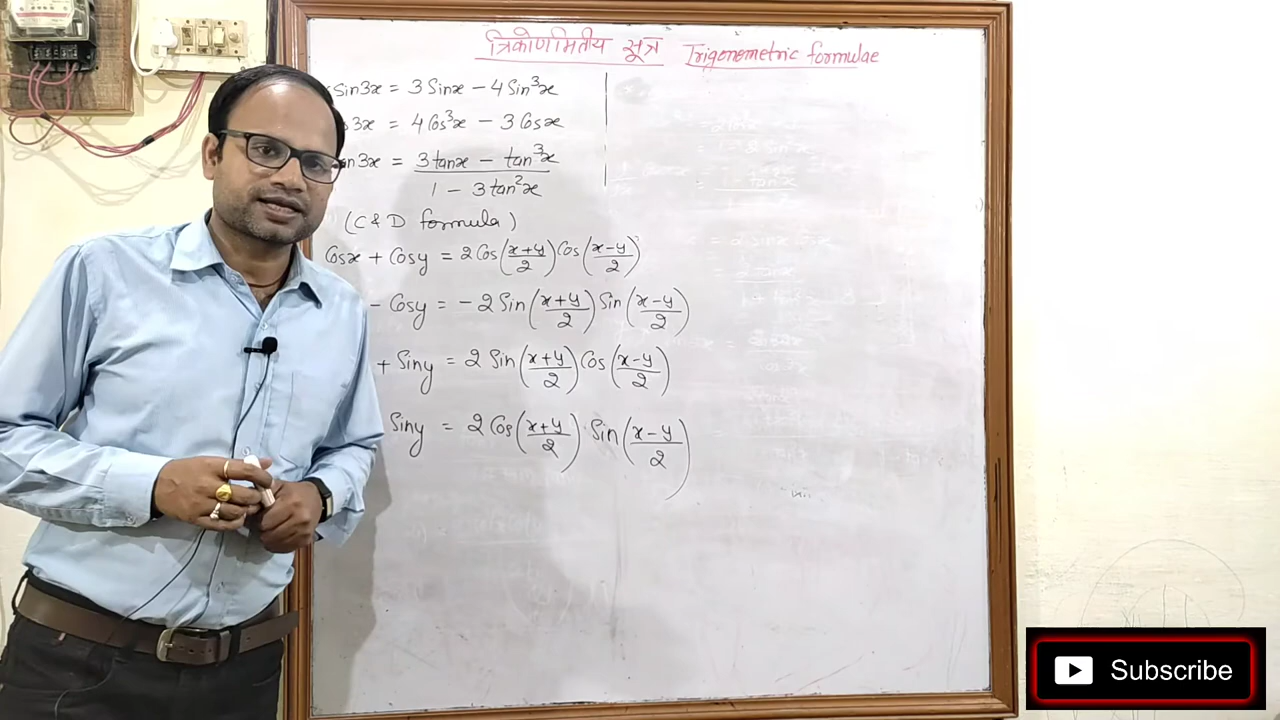 त्रिकोणमितीय सूत्र Trigonometric formulae
Sin3x = 3 Sinx − 4 Sin³x
s3x = 4 Cos³x − 3 Cosx
n3x = (3 tanx − tan³x) / (1 − 3 tan²x)
(C & D formula)
Cosx + Cosy = 2 Cos((x+y)/2) Cos((x−y)/2)
− Cosy = −2 Sin((x+y)/2) Sin((x−y)/2)
+ Siny = 2 Sin((x+y)/2) Cos((x−y)/2)
Siny = 2 Cos((x+y)/2) · Sin((x−y)/2)
Subscribe